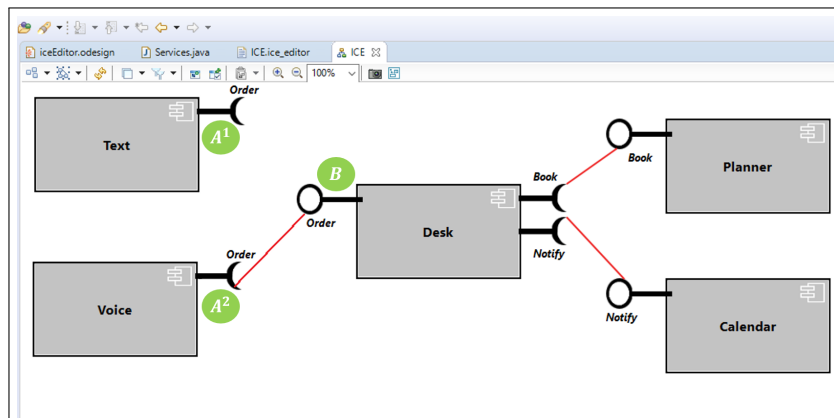 iceEditor.odesign Services.java ICE.ice_editor ICE
100%
Order
Text
A¹
Order
B
Desk
Book
Notify
Book
Planner
Order
Voice
A²
Notify
Calendar